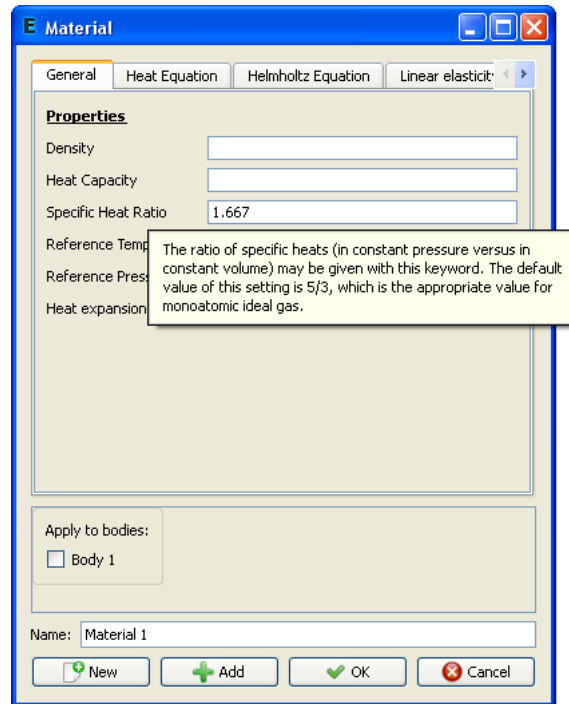 E Material
General Heat Equation Helmholtz Equation Linear elasticit
Properties
Density
Heat Capacity
Specific Heat Ratio 1.667
Reference Temp
Reference Press
Heat expansion
The ratio of specific heats (in constant pressure versus in
constant volume) may be given with this keyword. The default
value of this setting is 5/3, which is the appropriate value for
monoatomic ideal gas.
Apply to bodies:
Body 1
Name: Material 1
New Add OK Cancel